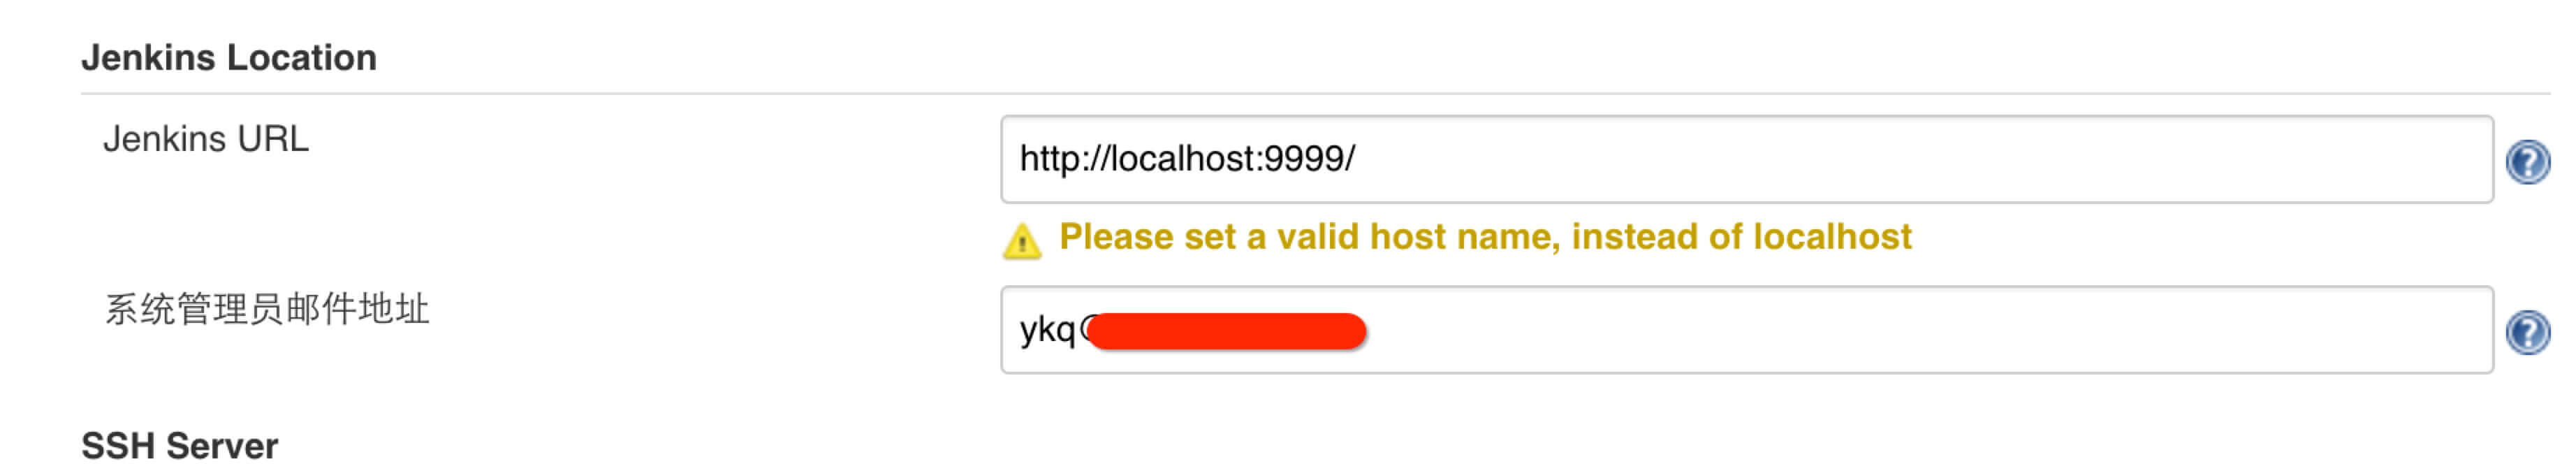 Jenkins Location
Jenkins URL
http://localhost:9999/
Please set a valid host name, instead of localhost
系统管理员邮件地址
ykq@
SSH Server